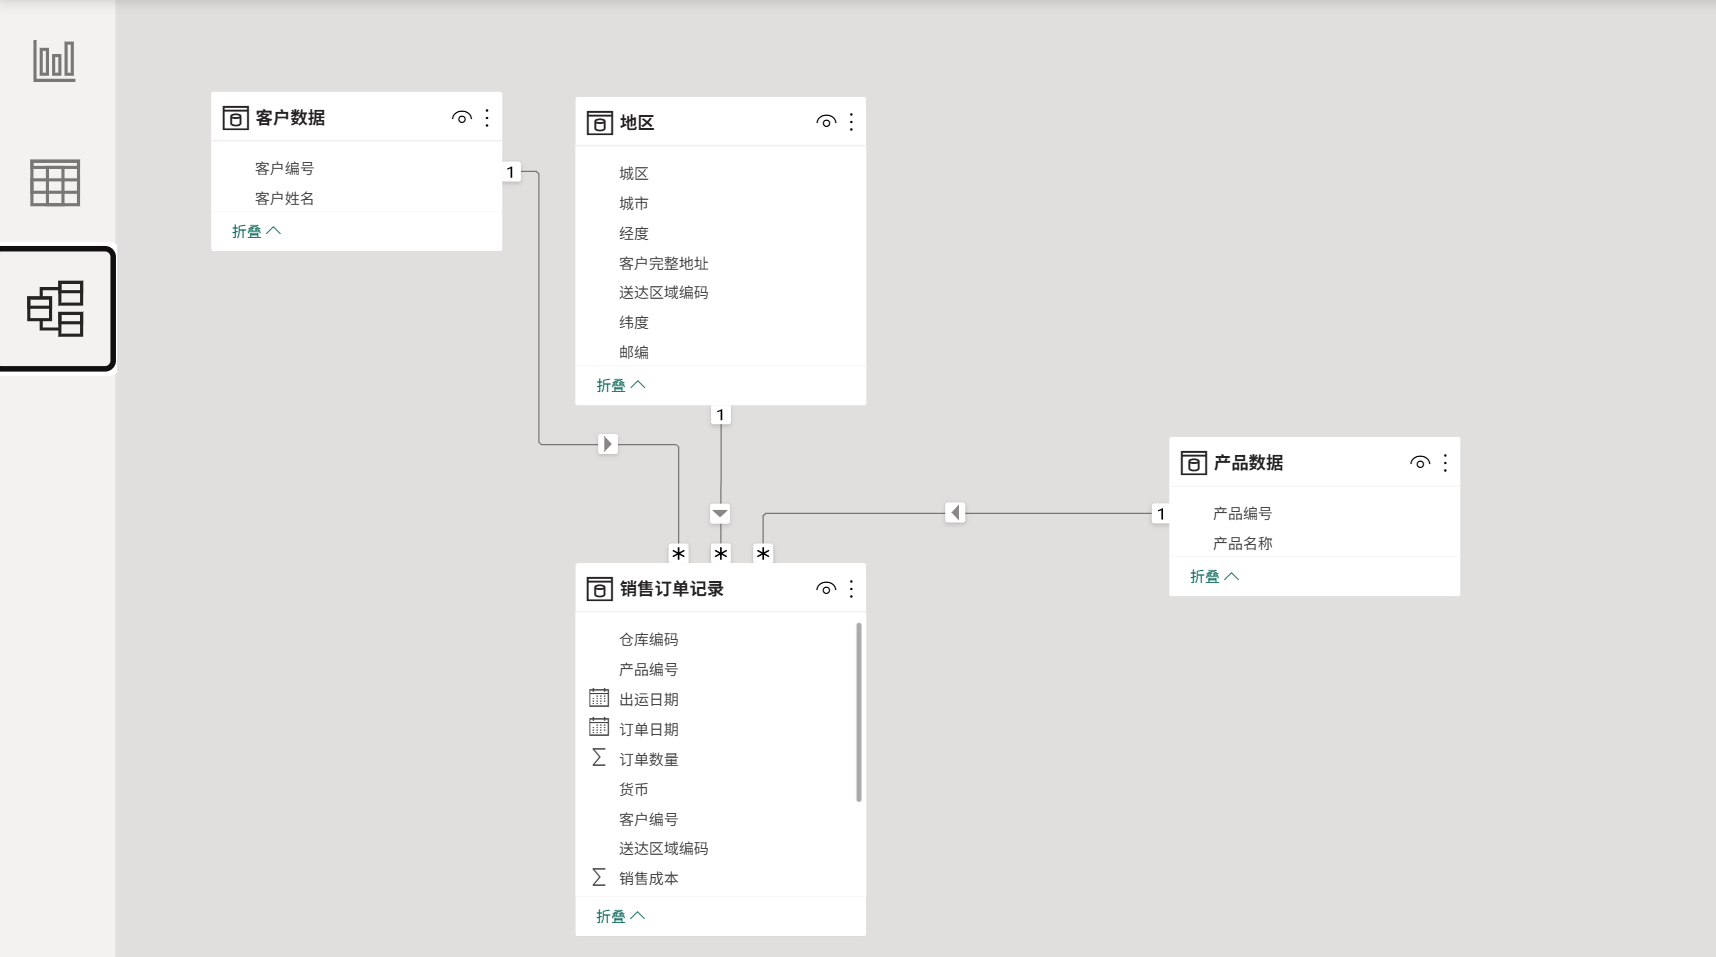 客户数据
客户编号
客户姓名
折叠
1
地区
城区
城市
经度
客户完整地址
送达区域编码
纬度
邮编
折叠
1
产品数据
产品编号
产品名称
折叠
1
* * *
销售订单记录
仓库编码
产品编号
出运日期
订单日期
∑ 订单数量
货币
客户编号
送达区域编码
∑ 销售成本
折叠